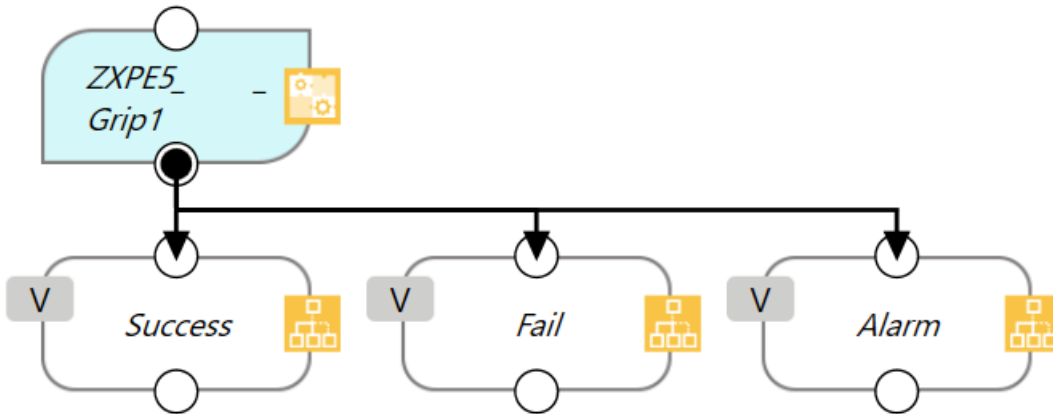 ZXPE5_ _
Grip1
V
Success
V
Fail
V
Alarm